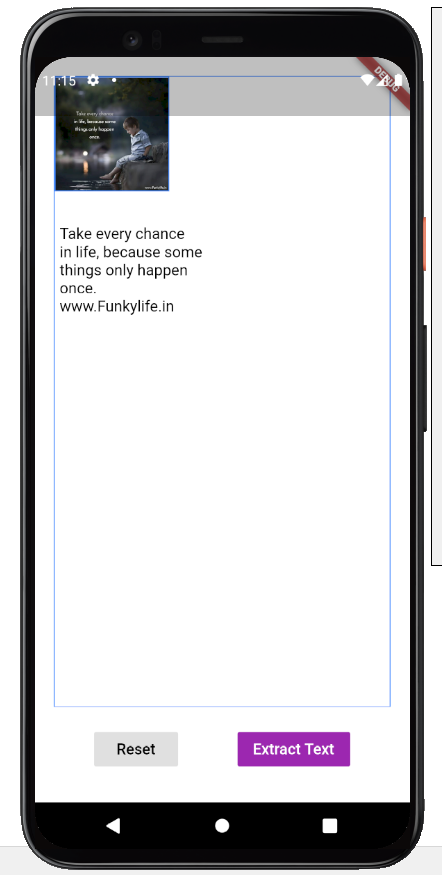 11:15
DEBUG
Take every chance
in life, because some
things only happen
once.
www.Funkylife.in
Take every chance
in life, because some
things only happen
once.
www.Funkylife.in
Reset
Extract Text